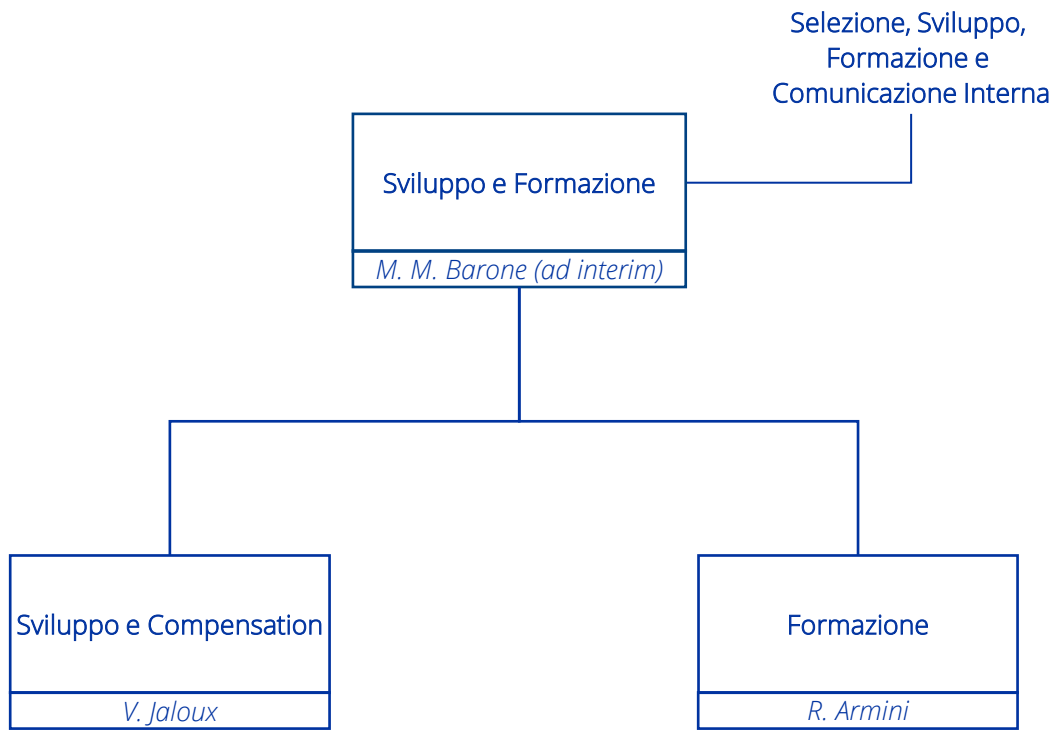 Selezione, Sviluppo,
Formazione e
Comunicazione Interna
Sviluppo e Formazione
M. M. Barone (ad interim)
Sviluppo e Compensation
V. Jaloux
Formazione
R. Armini